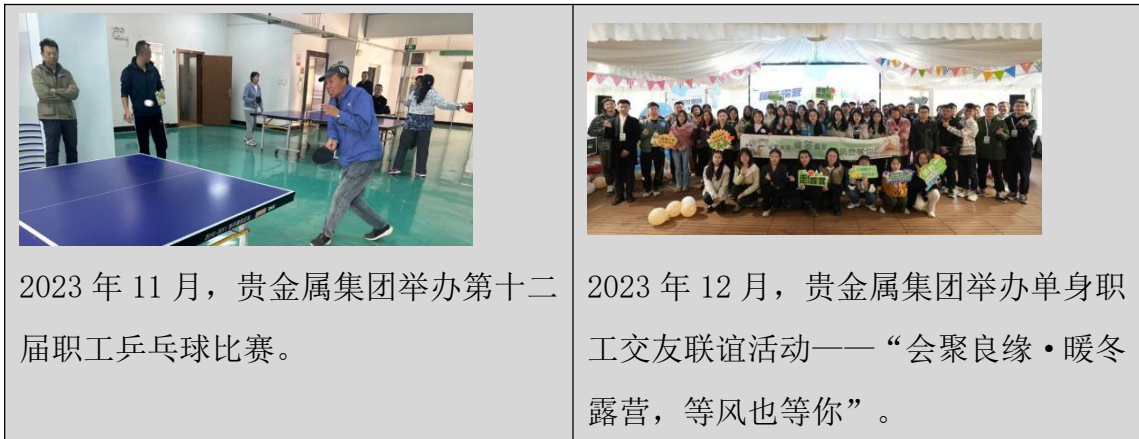 2023 年 11 月，贵金属集团举办第十二
届职工乒乓球比赛。
2023 年 12 月，贵金属集团举办单身职
工交友联谊活动——“会聚良缘·暖冬
露营，等风也等你”。